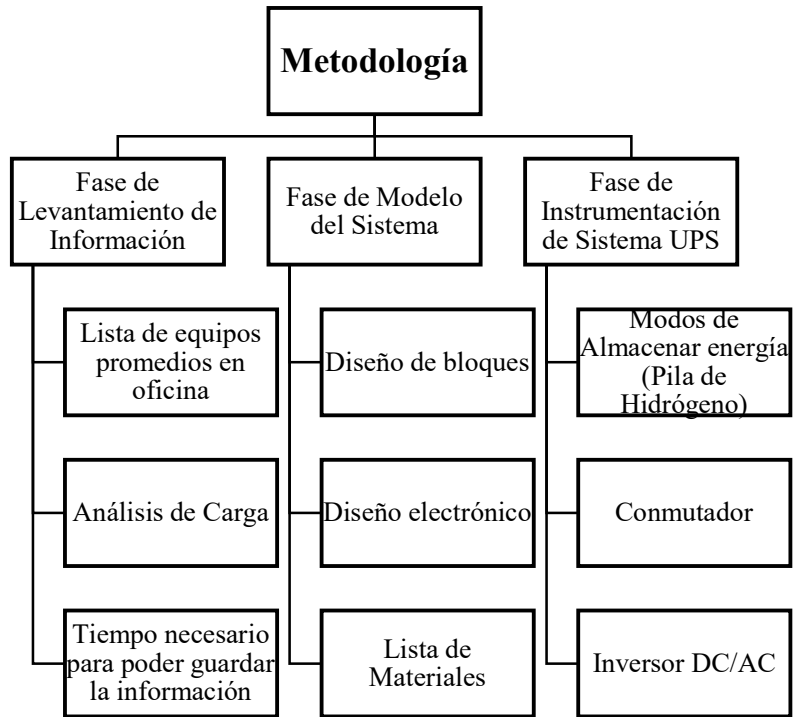 Metodología
Fase de
Levantamiento de
Información
Lista de equipos
promedios en
oficina
Análisis de Carga
Tiempo necesario
para poder guardar
la información
Fase de Modelo
del Sistema
Diseño de bloques
Diseño electrónico
Lista de
Materiales
Fase de
Instrumentación
de Sistema UPS
Modos de
Almacenar energía
(Pila de
Hidrógeno)
Conmutador
Inversor DC/AC